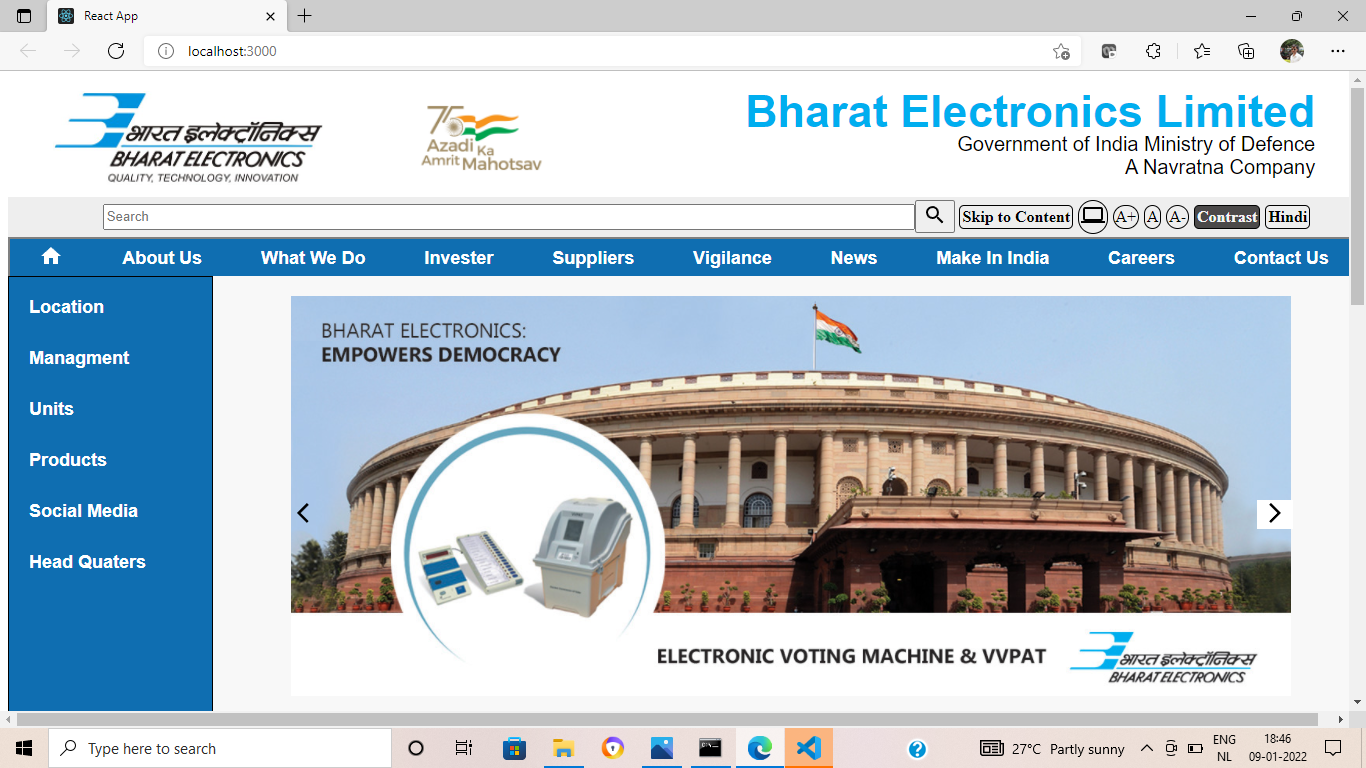 React App
localhost:3000
भारत इलेक्ट्रॉनिक्स
BHARAT ELECTRONICS
QUALITY, TECHNOLOGY, INNOVATION
75
Azadi Ka
Amrit Mahotsav
Bharat Electronics Limited
Government of India Ministry of Defence
A Navratna Company
Search
Skip to Content A+ A A- Contrast Hindi
About Us What We Do Invester Suppliers Vigilance News Make In India Careers Contact Us
Location
Managment
Units
Products
Social Media
Head Quaters
BHARAT ELECTRONICS:
EMPOWERS DEMOCRACY
ELECTRONIC VOTING MACHINE & VVPAT
भारत इलेक्ट्रॉनिक्स
BHARAT ELECTRONICS
Type here to search
27°C Partly sunny
ENG
NL
18:46
09-01-2022